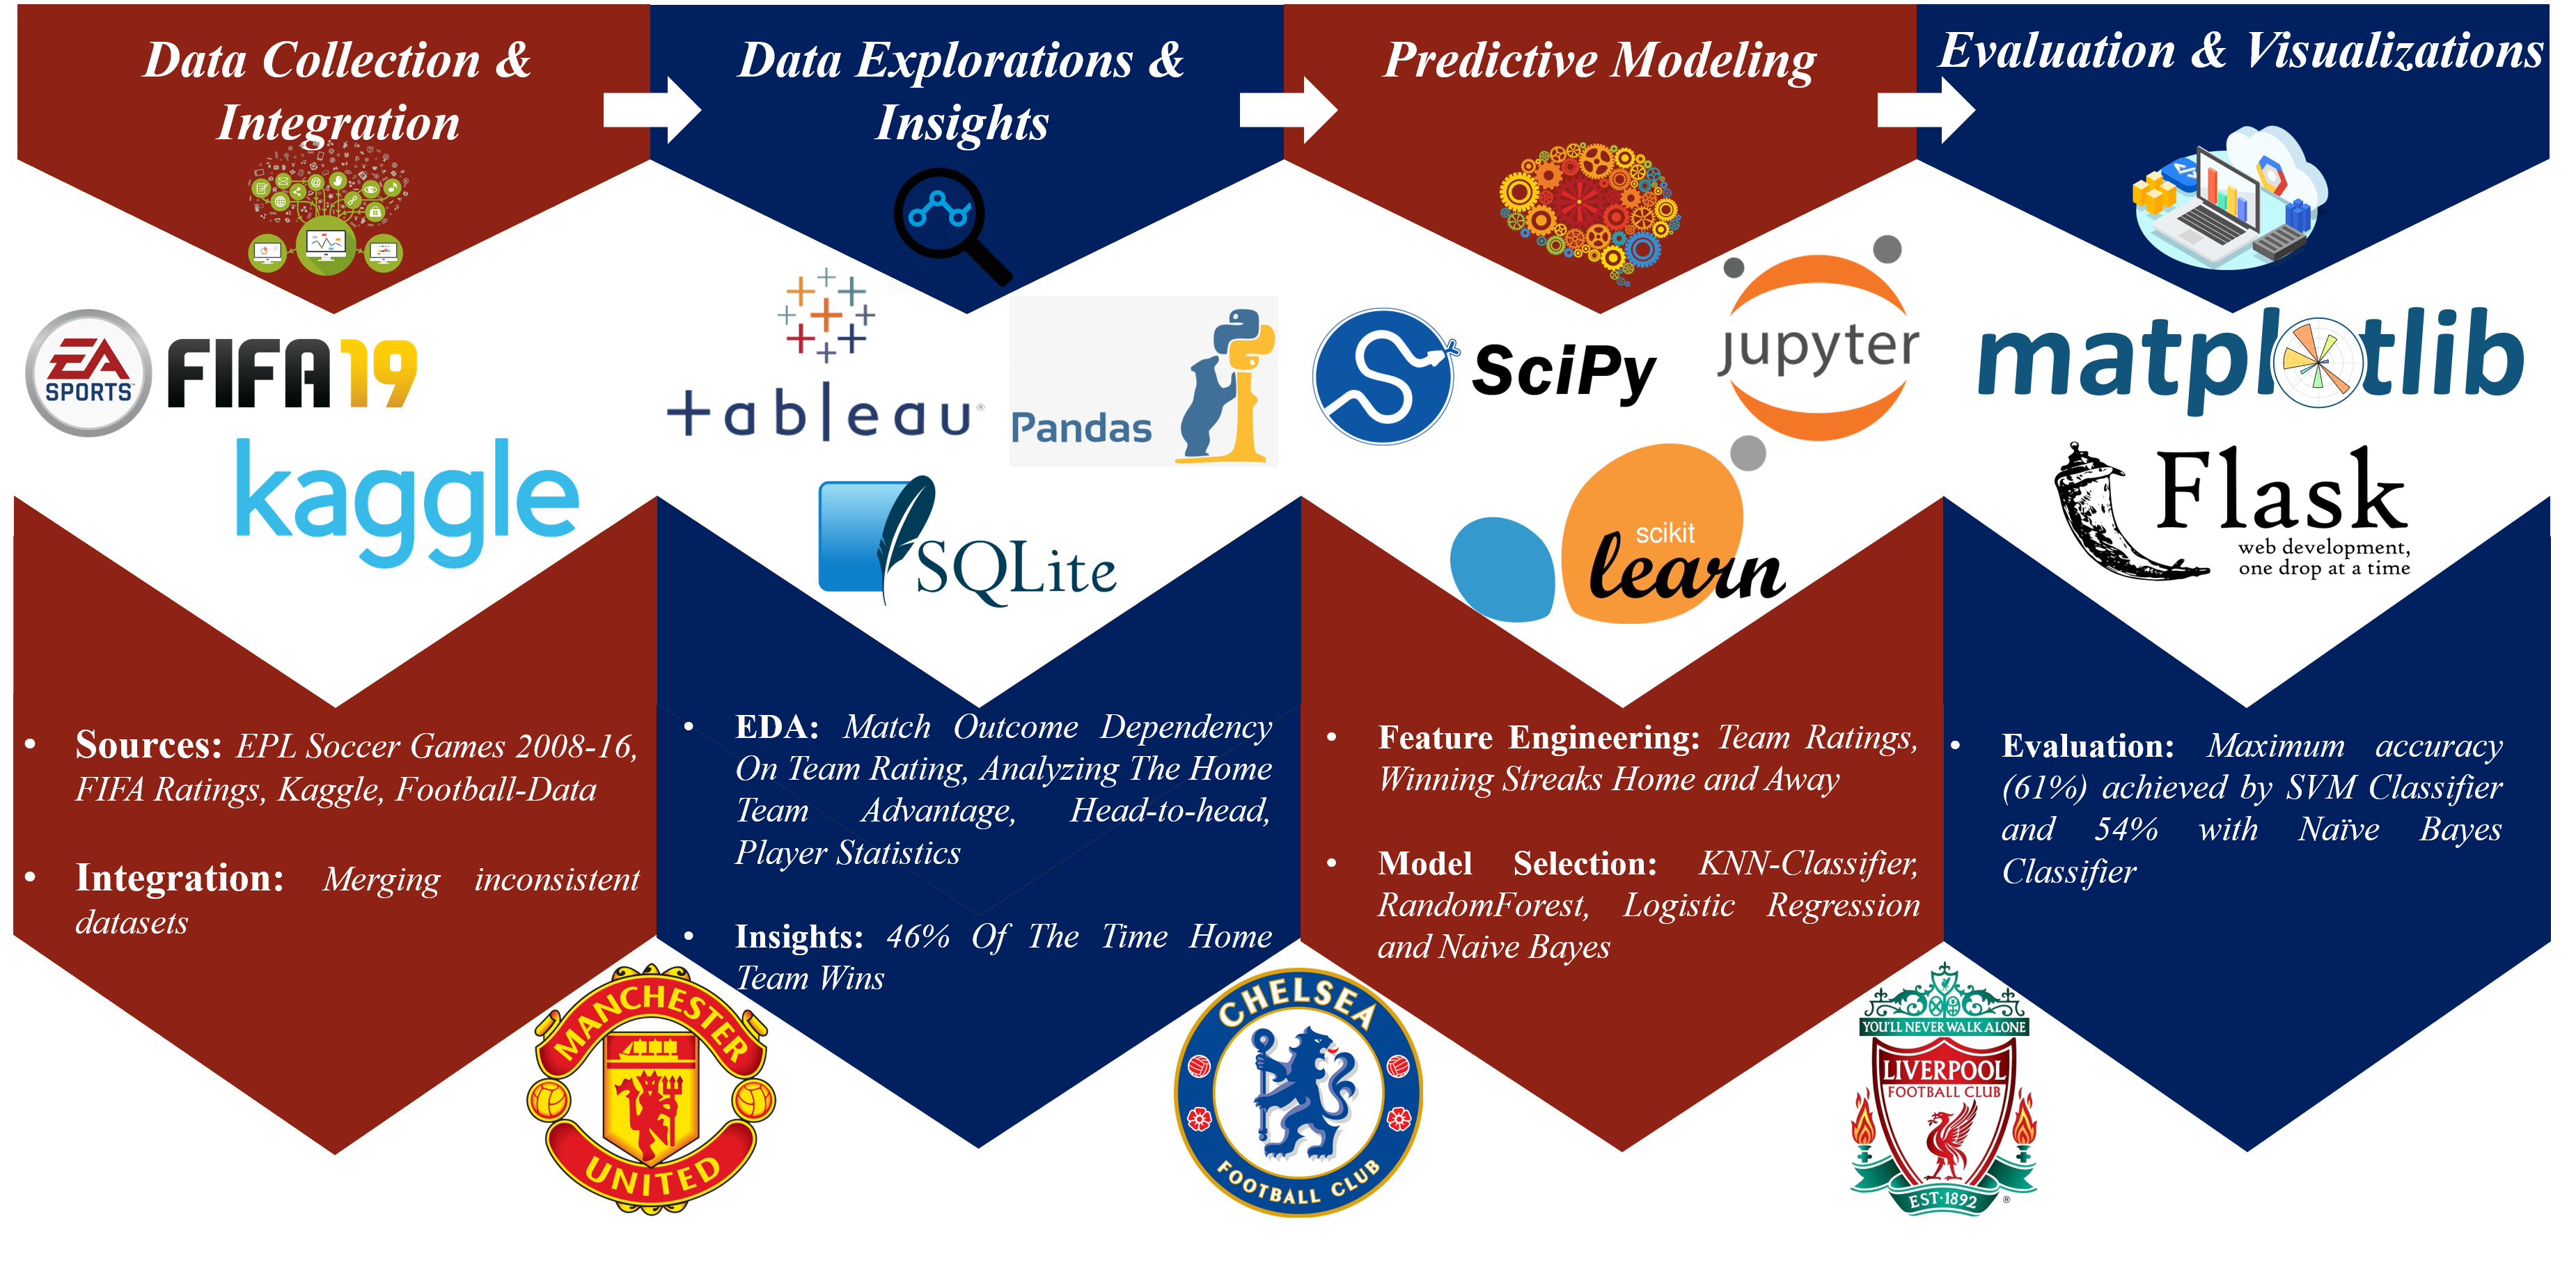 Data Collection &
Integration
Data Explorations &
Insights
Predictive Modeling
Evaluation & Visualizations
EA
SPORTS
FIFA 19
kaggle
+ableau®
Pandas
SQLite
SciPy
jupyter
scikit
learn
matplotlib
Flask
web development,
one drop at a time
• Sources: EPL Soccer Games 2008-16,
FIFA Ratings, Kaggle, Football-Data
• Integration: Merging inconsistent
datasets
• EDA: Match Outcome Dependency
On Team Rating, Analyzing The Home
Team Advantage, Head-to-head,
Player Statistics
• Insights: 46% Of The Time Home
Team Wins
• Feature Engineering: Team Ratings,
Winning Streaks Home and Away
• Model Selection: KNN-Classifier,
RandomForest, Logistic Regression
and Naive Bayes
• Evaluation: Maximum accuracy
(61%) achieved by SVM Classifier
and 54% with Naïve Bayes
Classifier
MANCHESTER
UNITED
CHELSEA
FOOTBALL CLUB
YOU'LL NEVER WALK ALONE
LIVERPOOL
FOOTBALL CLUB
EST·1892
®